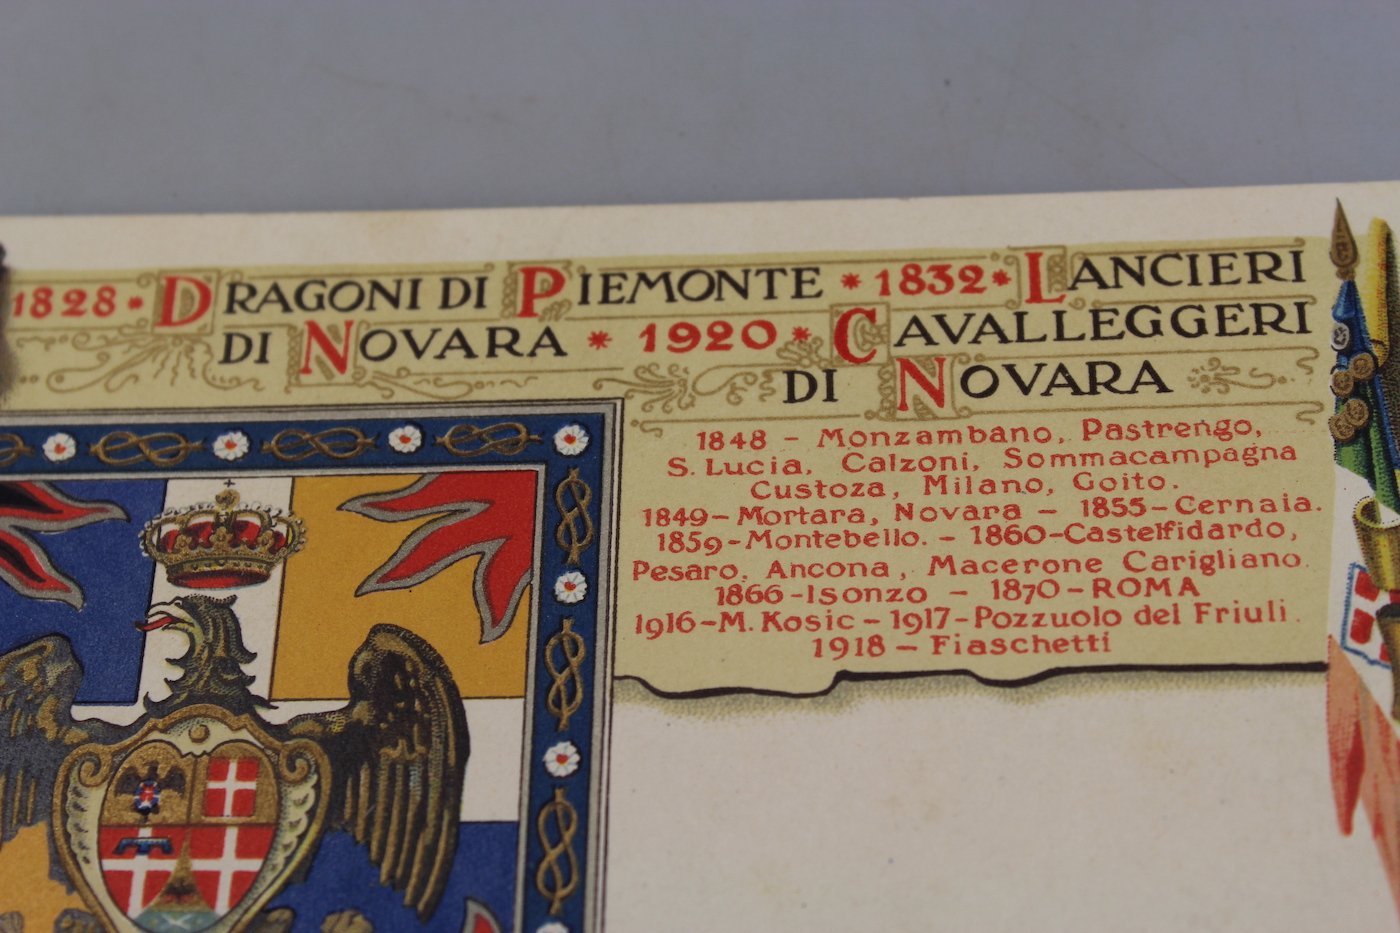 1828 * DRAGONI DI PIEMONTE * 1832 * LANCIERI
DI NOVARA * 1920 * CAVALLEGGERI
DI NOVARA
1848 - Monzambano, Pastrengo,
S. Lucia, Calzoni, Sommacampagna
Custoza, Milano, Goito.
1849-Mortara, Novara - 1855-Cernaia.
1859-Montebello. - 1860-Castelfidardo,
Pesaro, Ancona, Macerone Carigliano.
1866-Isonzo - 1870-ROMA
1916-M. Kosic - 1917-Pozzuolo del Friuli.
1918 - Fiaschetti